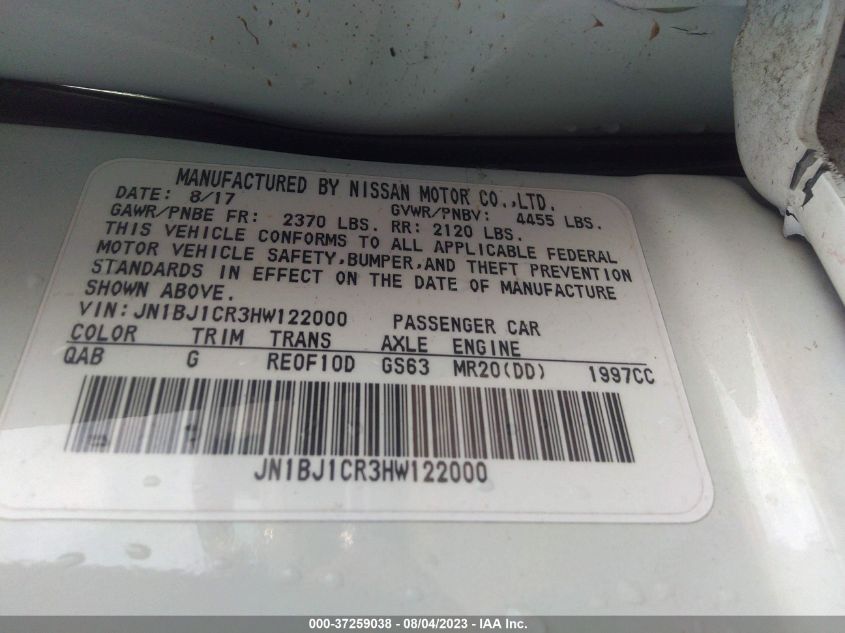 MANUFACTURED BY NISSAN MOTOR CO.,LTD.
DATE: 8/17 GVWR/PNBV: 4455 LBS.
GAWR/PNBE FR: 2370 LBS. RR: 2120 LBS.
THIS VEHICLE CONFORMS TO ALL APPLICABLE FEDERAL
MOTOR VEHICLE SAFETY,BUMPER,AND THEFT PREVENTION
STANDARDS IN EFFECT ON THE DATE OF MANUFACTURE
SHOWN ABOVE.
VIN:JN1BJ1CR3HW122000 PASSENGER CAR
COLOR TRIM TRANS AXLE ENGINE
QAB G RE0F10D GS63 MR20(DD) 1997CC
JN1BJ1CR3HW122000
000-37259038 - 08/04/2023 - IAA Inc.